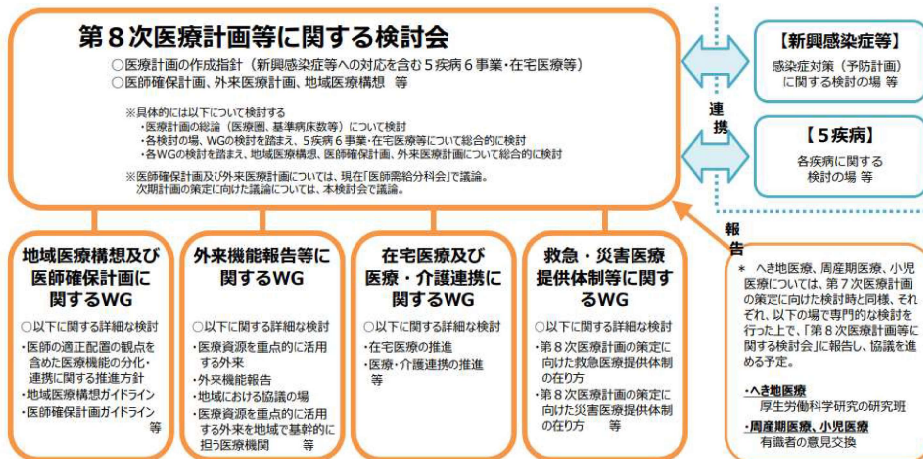 第８次医療計画等に関する検討会
○医療計画の作成指針（新興感染症等への対応を含む５疾病６事業・在宅医療等）
○医師確保計画、外来医療計画、地域医療構想 等
※具体的には以下について検討する
・医療計画の総論（医療圏、基準病床数等）について検討
・各検討の場、WGの検討を踏まえ、５疾病６事業・在宅医療等について総合的に検討
・各WGの検討を踏まえ、地域医療構想、医師確保計画、外来医療計画について総合的に検討
※医師確保計画及び外来医療計画については、現在「医師需給分科会」で議論。
次期計画の策定に向けた議論については、本検討会で議論。
連携
【新興感染症等】
感染症対策（予防計画）
に関する検討の場 等
【５疾病】
各疾病に関する
検討の場 等
報告
地域医療構想及び
医師確保計画に
関するWG
○以下に関する詳細な検討
・医師の適正配置の観点
を含めた医療機能の分化・
連携に関する推進方針
・地域医療構想ガイドライン
・医師確保計画ガイドライン
等
外来機能報告等に
関するWG
○以下に関する詳細な検討
・医療資源を重点的に活用
する外来
・外来機能報告
・地域における協議の場
・医療資源を重点的に活用
する外来を地域で基幹的に
担う医療機関 等
在宅医療及び
医療・介護連携に
関するWG
○以下に関する詳細な検討
・在宅医療の推進
・医療・介護連携の推進
等
救急・災害医療
提供体制等に関す
るWG
○以下に関する詳細な検討
・第８次医療計画の策定に
向けた救急医療提供体制
の在り方
・第８次医療計画の策定に
向けた災害医療提供体制
の在り方 等
* へき地医療、周産期医療、小児
医療については、第７次医療計画
の策定に向けた検討時と同様、それ
ぞれ、以下の場で専門的な検討を
行った上で、「第８次医療計画等に
関する検討会」に報告し、協議を進
める予定。
・へき地医療
厚生労働科学研究の研究班
・周産期医療、小児医療
有識者の意見交換